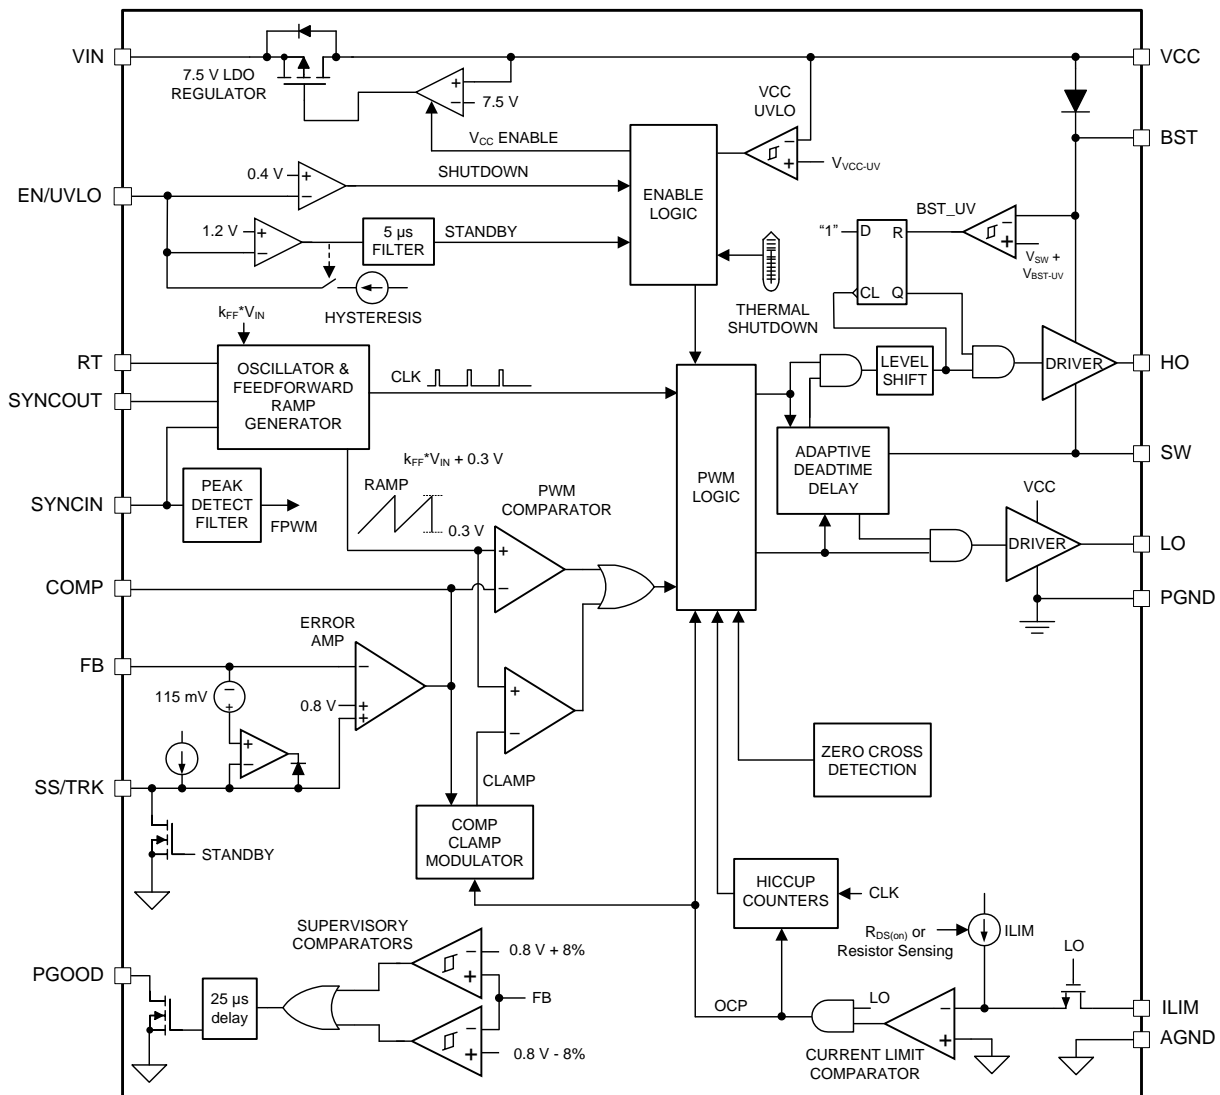 VIN
7.5 V LDO
REGULATOR
+
−
7.5 V
VCC
VCC
UVLO
−
+
VVCC-UV
BST
VCC ENABLE
ENABLE
LOGIC
EN/UVLO
0.4 V
+
−
SHUTDOWN
1.2 V
+
−
5 µs
FILTER
STANDBY
HYSTERESIS
THERMAL
SHUTDOWN
BST_UV
−
+
VSW +
VBST-UV
“1”
D
R
CL
Q
kFF*VIN
RT
SYNCOUT
OSCILLATOR &
FEEDFORWARD
RAMP
GENERATOR
CLK
PWM
LOGIC
LEVEL
SHIFT
DRIVER
HO
ADAPTIVE
DEADTIME
DELAY
SW
SYNCIN
PEAK
DETECT
FILTER
FPWM
RAMP
kFF*VIN + 0.3 V
0.3 V
PWM
COMPARATOR
+
−
VCC
DRIVER
LO
PGND
COMP
ERROR
AMP
FB
−
+
115 mV
−
0.8 V
+
+
+
−
+
−
CLAMP
SS/TRK
STANDBY
COMP
CLAMP
MODULATOR
ZERO CROSS
DETECTION
HICCUP
COUNTERS
CLK
RDS(on) or
Resistor Sensing
ILIM
LO
SUPERVISORY
COMPARATORS
−
+
0.8 V + 8%
FB
−
+
0.8 V - 8%
PGOOD
25 µs
delay
OCP
LO
−
+
CURRENT LIMIT
COMPARATOR
ILIM
AGND